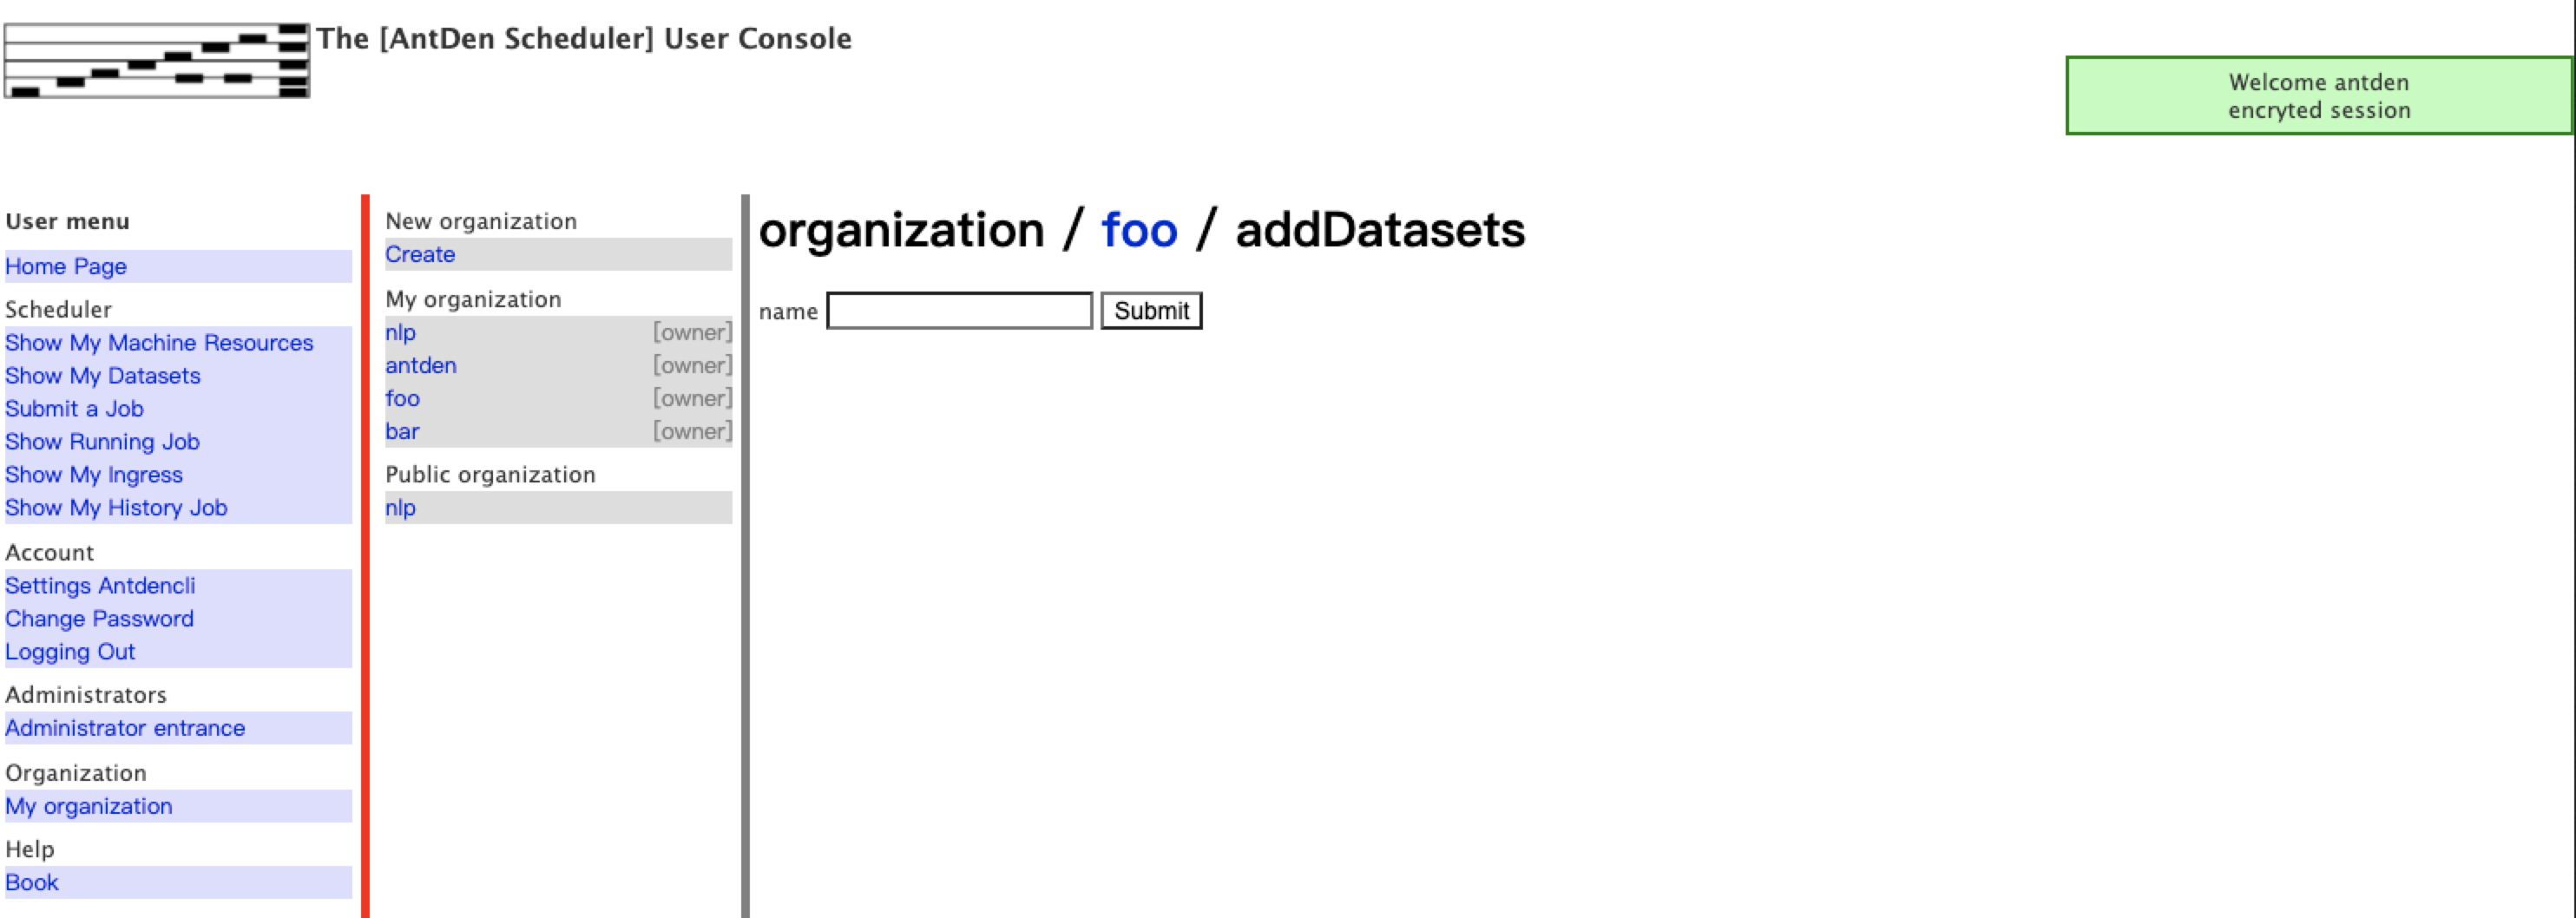 The [AntDen Scheduler] User Console
Welcome antden
encryted session
User menu
Home Page
Scheduler
Show My Machine Resources
Show My Datasets
Submit a Job
Show Running Job
Show My Ingress
Show My History Job
Account
Settings Antdencli
Change Password
Logging Out
Administrators
Administrator entrance
Organization
My organization
Help
Book
New organization
Create
My organization
nlp [owner]
antden [owner]
foo [owner]
bar [owner]
Public organization
nlp
organization / foo / addDatasets
name Submit